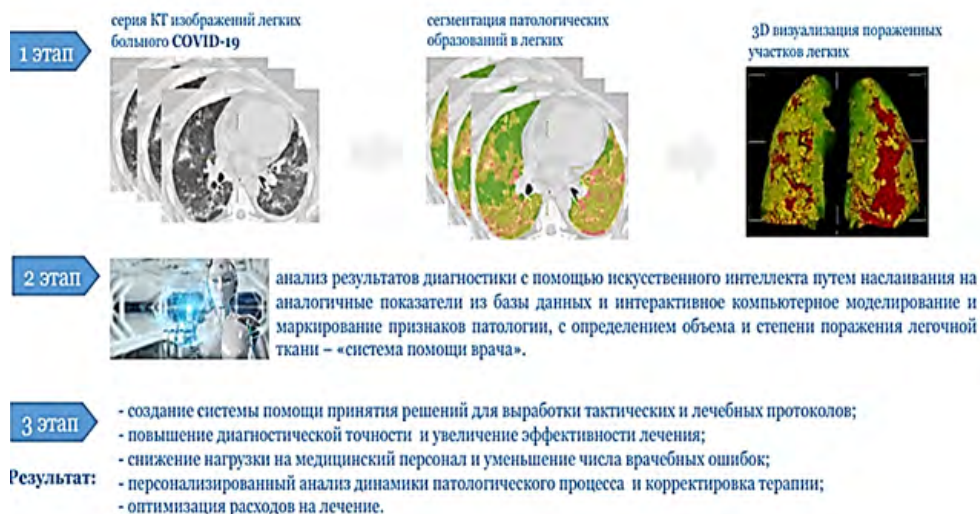 серия КТ изображений легких
больного COVID-19
сегментация патологических
образований в легких
3D визуализация пораженных
участков легких
1 этап
2 этап
анализ результатов диагностики с помощью искусственного интеллекта путем наслаивания на
аналогичные показатели из базы данных и интерактивное компьютерное моделирование и
маркирование признаков патологии, с определением объема и степени поражения легочной
ткани – «система помощи врача».
3 этап
Результат:
- создание системы помощи принятия решений для выработки тактических и лечебных протоколов;
- повышение диагностической точности и увеличение эффективности лечения;
- снижение нагрузки на медицинский персонал и уменьшение числа врачебных ошибок;
- персонализированный анализ динамики патологического процесса и корректировка терапии;
- оптимизация расходов на лечение.